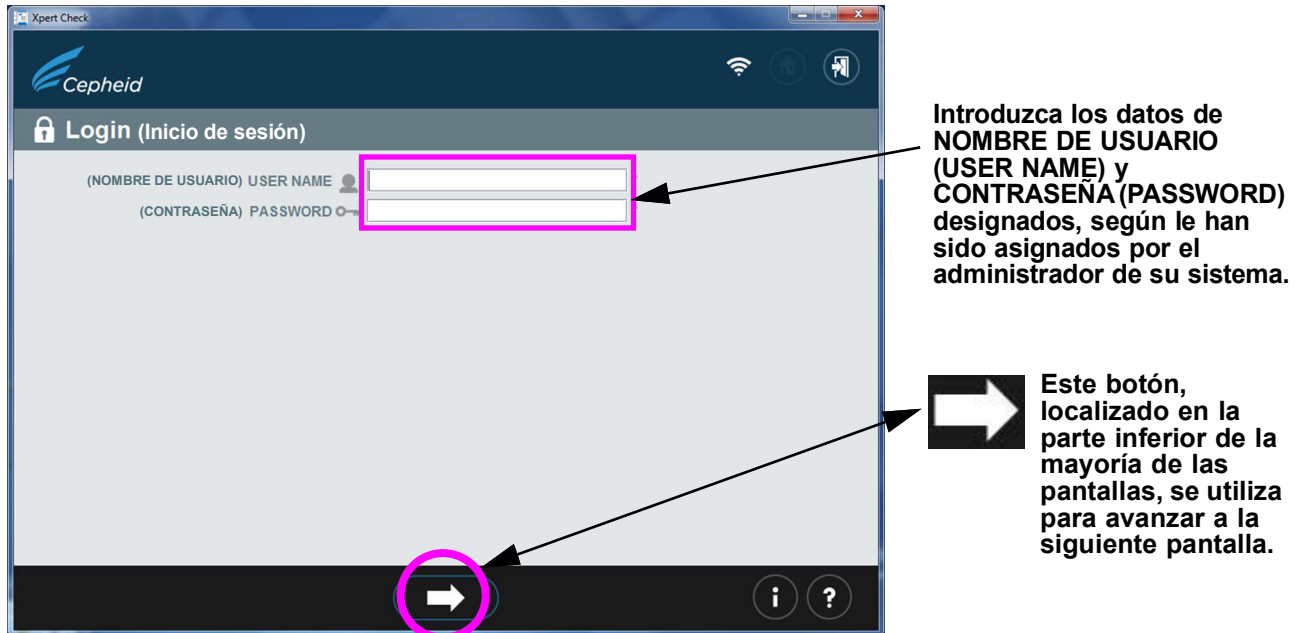 Xpert Check
Cepheid
Login (Inicio de sesión)
(NOMBRE DE USUARIO) USER NAME
(CONTRASEÑA) PASSWORD
Introduzca los datos de
NOMBRE DE USUARIO
(USER NAME) y
CONTRASEÑA (PASSWORD)
designados, según le han
sido asignados por el
administrador de su sistema.
Este botón,
localizado en la
parte inferior de la
mayoría de las
pantallas, se utiliza
para avanzar a la
siguiente pantalla.
i ?